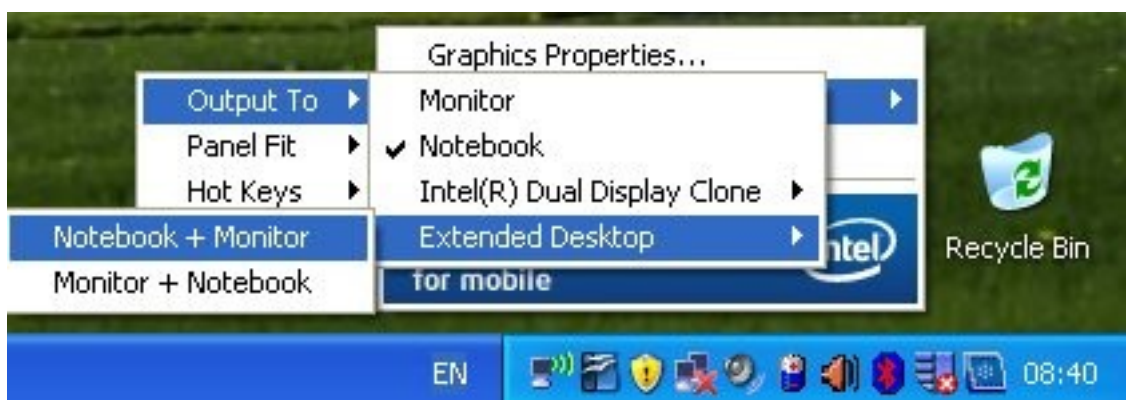 Graphics Properties...
Output To
Monitor
Panel Fit
Notebook
Hot Keys
Intel(R) Dual Display Clone
Notebook + Monitor
Extended Desktop
intel
Recycle Bin
Monitor + Notebook
for mobile
EN
08:40